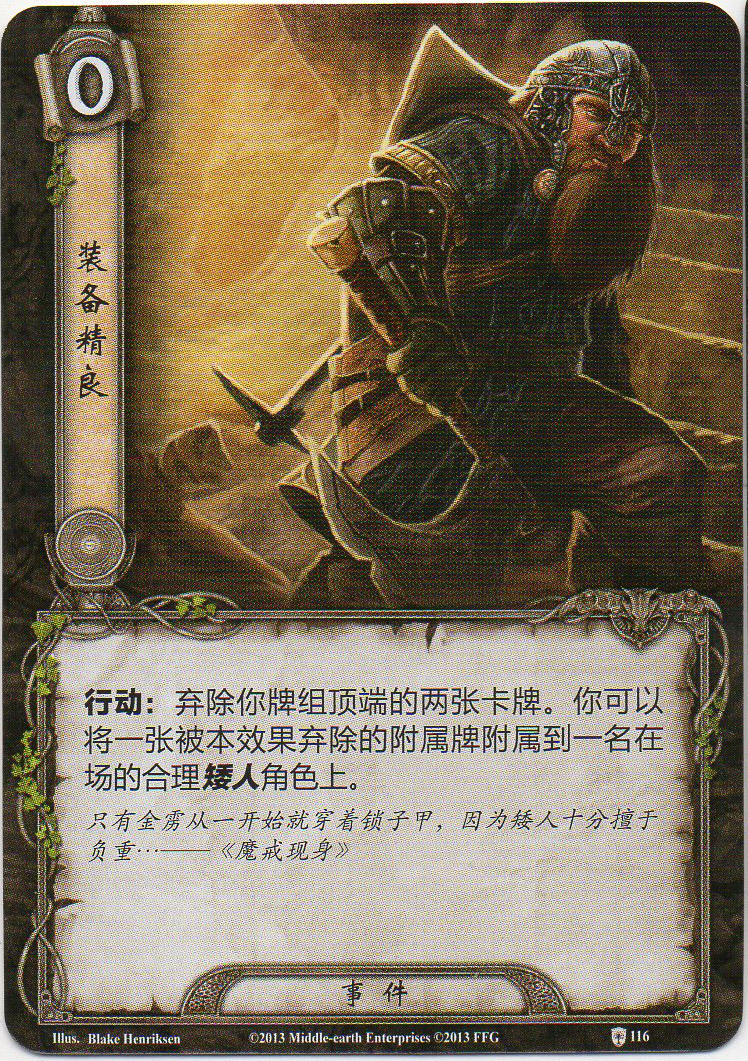 0
装备精良
行动：弃除你牌组顶端的两张卡牌。你可以
将一张被本效果弃除的附属牌附属到一名在
场的合理矮人角色上。
只有金雳从一开始就穿着锁子甲，因为矮人十分擅于
负重…——《魔戒现身》
事件
Illus. Blake Henriksen ©2013 Middle-earth Enterprises ©2013 FFG 116